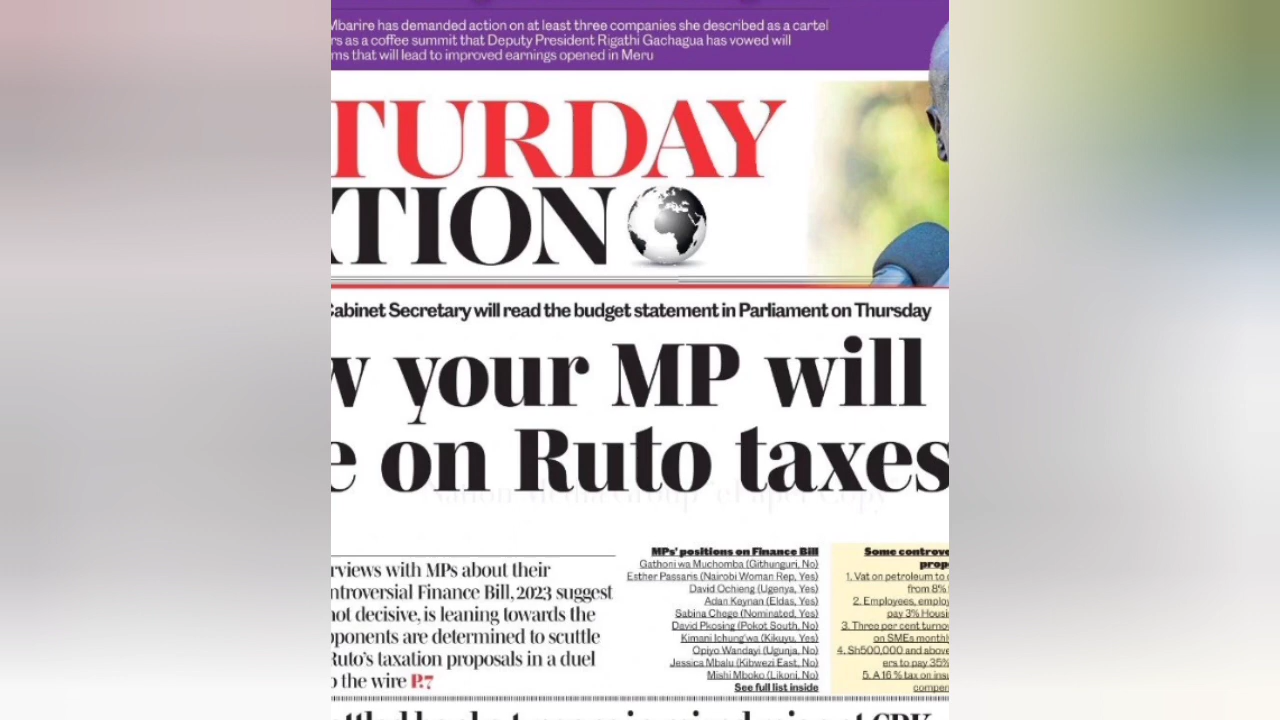 Mbarire has demanded action on at least three companies she described as a cartel
rs as a coffee summit that Deputy President Rigathi Gachagua has vowed will
ms that will lead to improved earnings opened in Meru
TURDAY
ATION
Cabinet Secretary will read the budget statement in Parliament on Thursday
w your MP will
e on Ruto taxes
rviews with MPs about their
ntroversial Finance Bill, 2023 suggest
not decisive, is leaning towards the
pponents are determined to scuttle
Ruto's taxation proposals in a duel
o the wire P.7
MPs' positions on Finance Bill
Gathoni wa Muchomba (Githunguri, No)
Esther Passaris (Nairobi Woman Rep, Yes)
David Ochieng (Ugenya, Yes)
Adan Keynan (Eldas, Yes)
Sabina Chege (Nominated, Yes)
David Pkosing (Pokot South, No)
Kimani Ichung'wa (Kikuyu, Yes)
Opiyo Wandayi (Ugunja, No)
Jessica Mbalu (Kibwezi East, No)
Mishi Mboko (Likoni, No)
See full list inside
Some controve
prop
1. Vat on petroleum to
from 8%
2. Employees, employ
pay 3% Housi
3. Three per cent turno
on SMEs monthl
4. Sh500,000 and above
ers to pay 35%
5. A 16 % tax on ins
compen